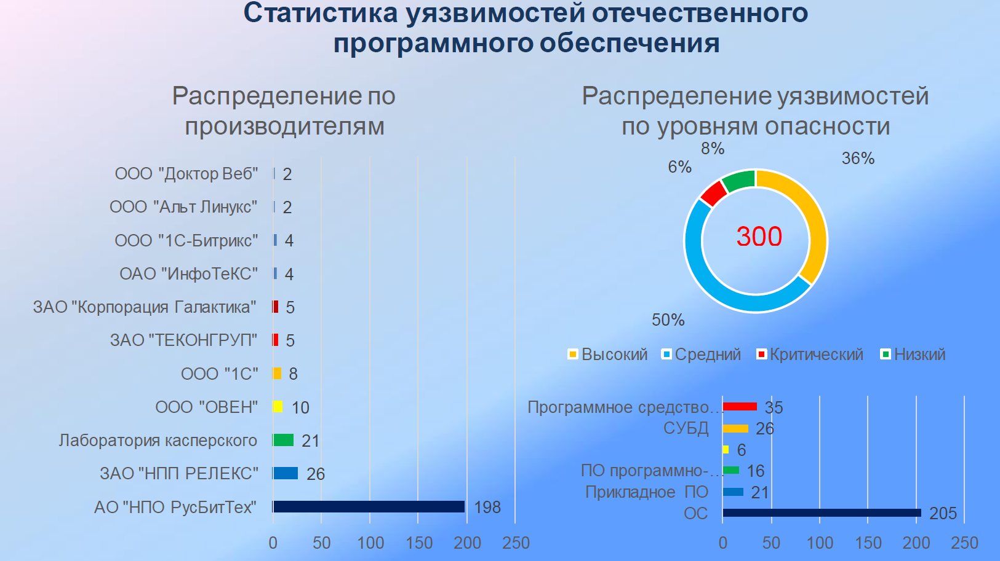 Статистика уязвимостей отечественного
программного обеспечения
Распределение по
производителям
ООО "Доктор Веб" 2
ООО "Альт Линукс" 2
ООО "1С-Битрикс" 4
ОАО "ИнфоТеКС" 4
ЗАО "Корпорация Галактика" 5
ЗАО "ТЕКОНГРУП" 5
ООО "1С" 8
ООО "ОВЕН" 10
Лаборатория касперского 21
ЗАО "НПП РЕЛЕКС" 26
АО "НПО РусБитТех" 198
0 50 100 150 200 250
Распределение уязвимостей
по уровням опасности
8%
36%
6%
300
50%
Высокий Средний Критический Низкий
Программное средство… 35
СУБД 26
6
ПО программно-… 16
Прикладное ПО 21
ОС 205
0 50 100 150 200 250